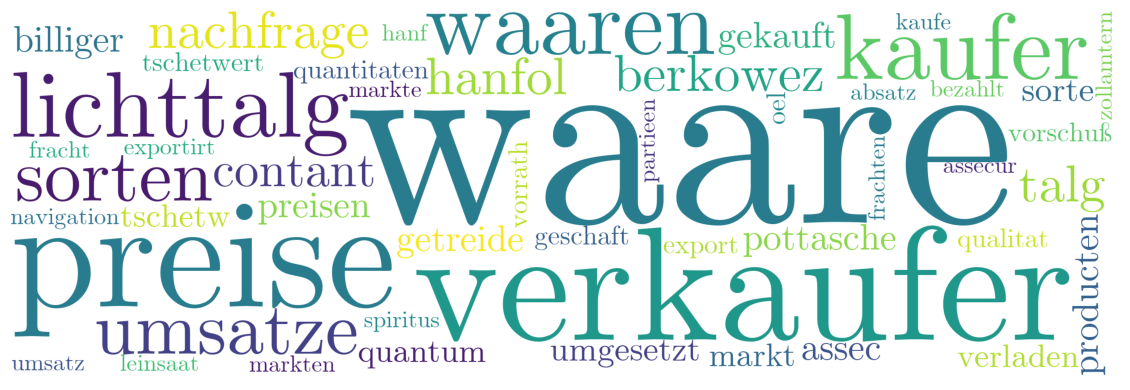 billiger
nachfrage
hanf
waaren
gekauft
kaufer
kaufe
zollamtern
tschetwert
quantitaten
markte
hanfol
berkowez
absatz
bezahlt
sorte
lichttalg
waare
oel
partieen
vorschuß
fracht
exportirt
sorten
contant
vorrath
frachten
assecur
talg
navigation
tschetw
preisen
getreide
geschaft
export
pottasche
qualitat
producten
preise
verkaufer
umsatze
spiritus
quantum
umgesetzt
markt
assec
verladen
umsatz
leinsaat
markten